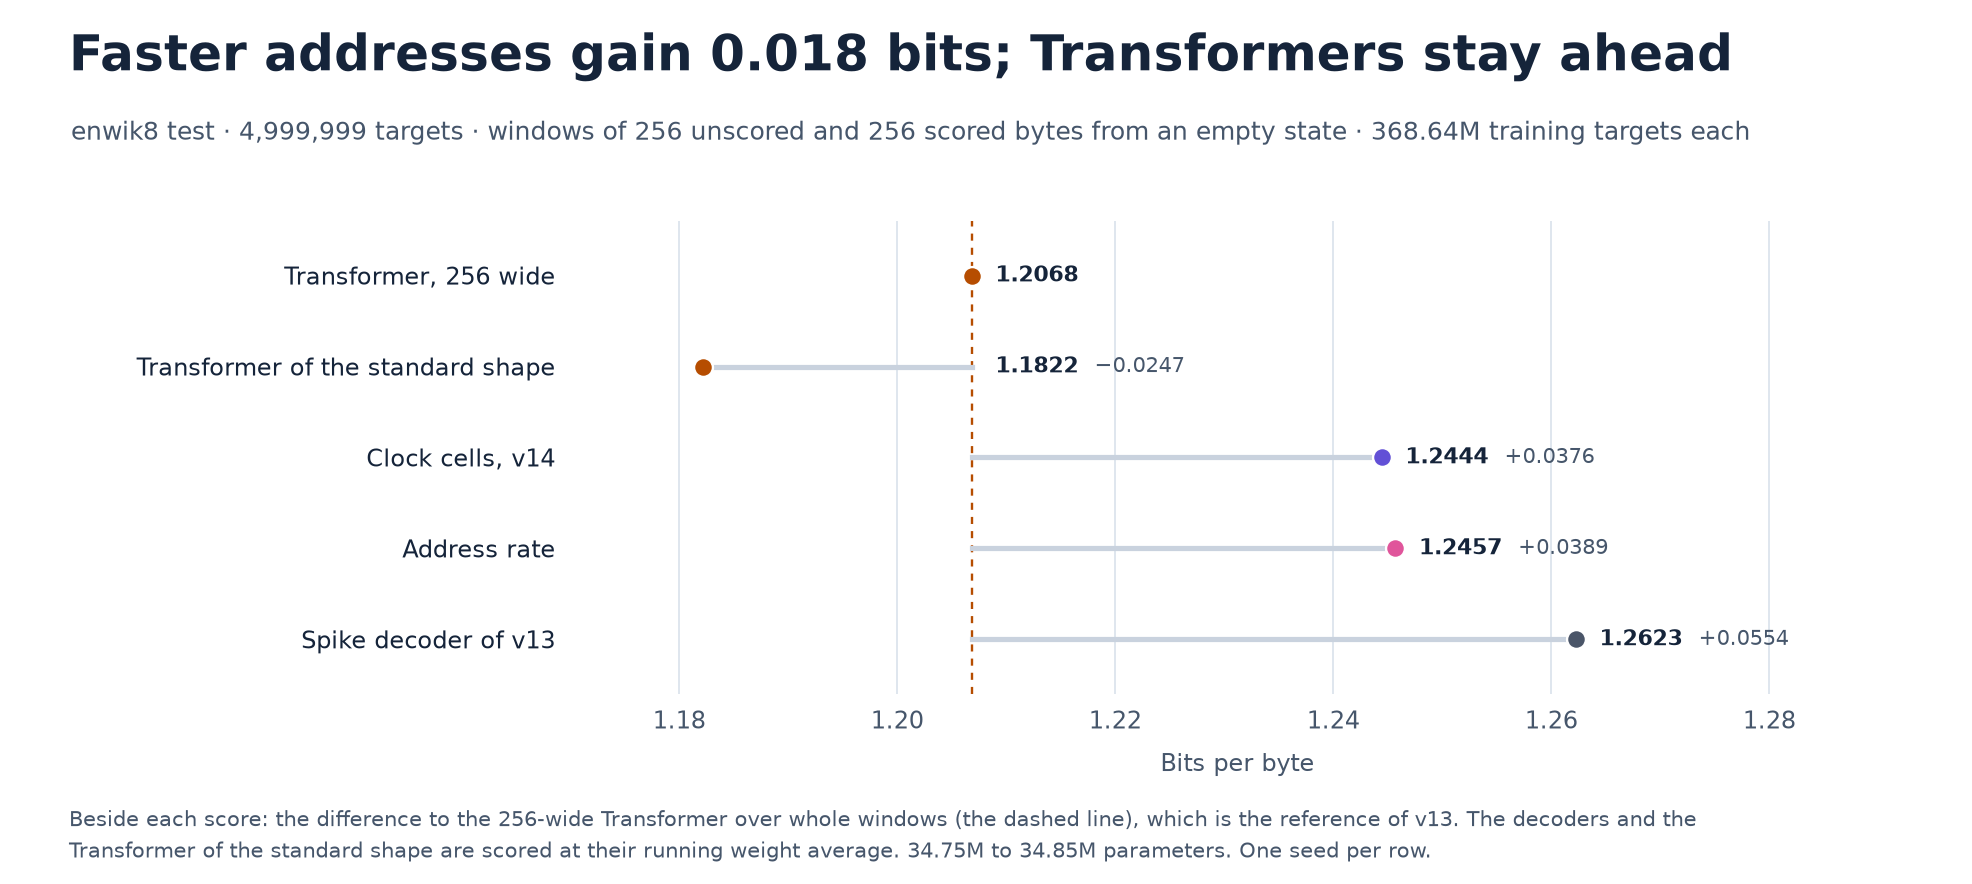 Faster addresses gain 0.018 bits; Transformers stay ahead
enwik8 test · 4,999,999 targets · windows of 256 unscored and 256 scored bytes from an empty state · 368.64M training targets each
Transformer, 256 wide 1.2068
Transformer of the standard shape 1.1822 −0.0247
Clock cells, v14 1.2444 +0.0376
Address rate 1.2457 +0.0389
Spike decoder of v13 1.2623 +0.0554
1.18 1.20 1.22 1.24 1.26 1.28
Bits per byte
Beside each score: the difference to the 256-wide Transformer over whole windows (the dashed line), which is the reference of v13. The decoders and the
Transformer of the standard shape are scored at their running weight average. 34.75M to 34.85M parameters. One seed per row.